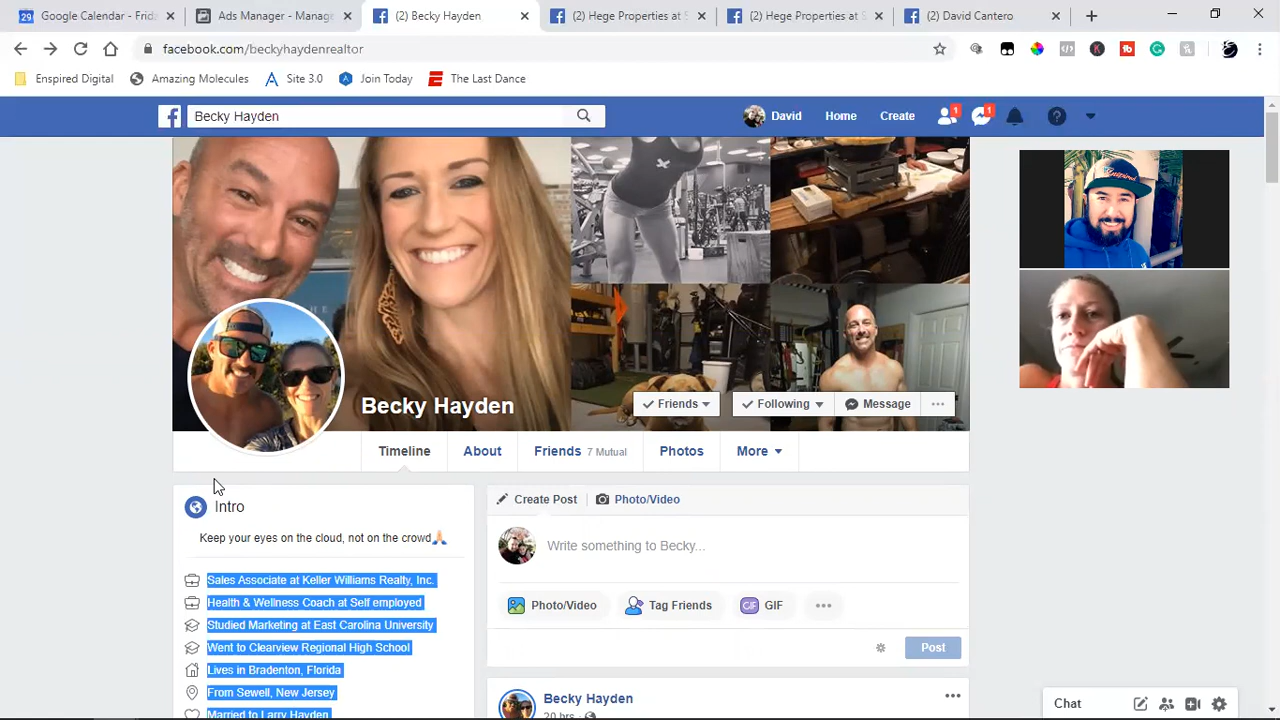 Google Calendar - Frida
Ads Manager - Manage
(2) Becky Hayden
(2) Hege Properties at S
(2) Hege Properties at S
(2) David Cantero
facebook.com/beckyhaydenrealtor
Enspired Digital
Amazing Molecules
Site 3.0
Join Today
The Last Dance
Becky Hayden
David
Home
Create
1
1
Becky Hayden
Friends
Following
Message
Timeline
About
Friends 7 Mutual
Photos
More
Intro
Keep your eyes on the cloud, not on the crowd🙏
Sales Associate at Keller Williams Realty, Inc.
Health & Wellness Coach at Self employed
Studied Marketing at East Carolina University
Went to Clearview Regional High School
Lives in Bradenton, Florida
From Sewell, New Jersey
Married to Larry Hayden
Create Post
Photo/Video
Write something to Becky...
Photo/Video
Tag Friends
GIF
Post
Becky Hayden
20 hrs
Chat